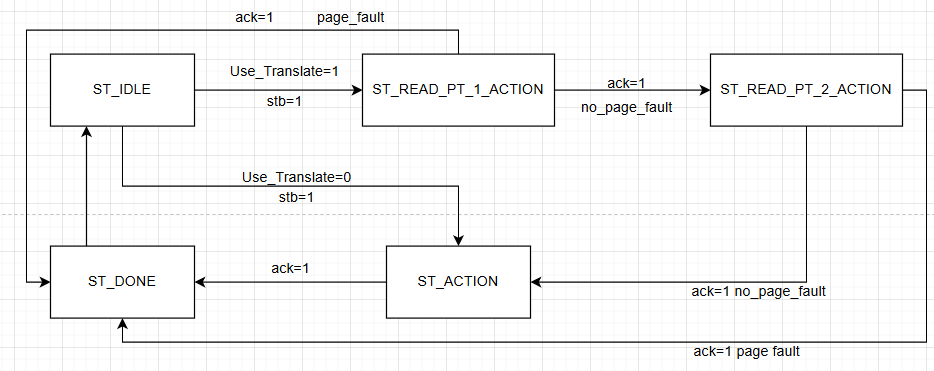 ack=1 page_fault
ST_IDLE
Use_Translate=1
stb=1
ST_READ_PT_1_ACTION
ack=1
no_page_fault
ST_READ_PT_2_ACTION
Use_Translate=0
stb=1
ST_DONE
ack=1
ST_ACTION
ack=1 no_page_fault
ack=1 page fault